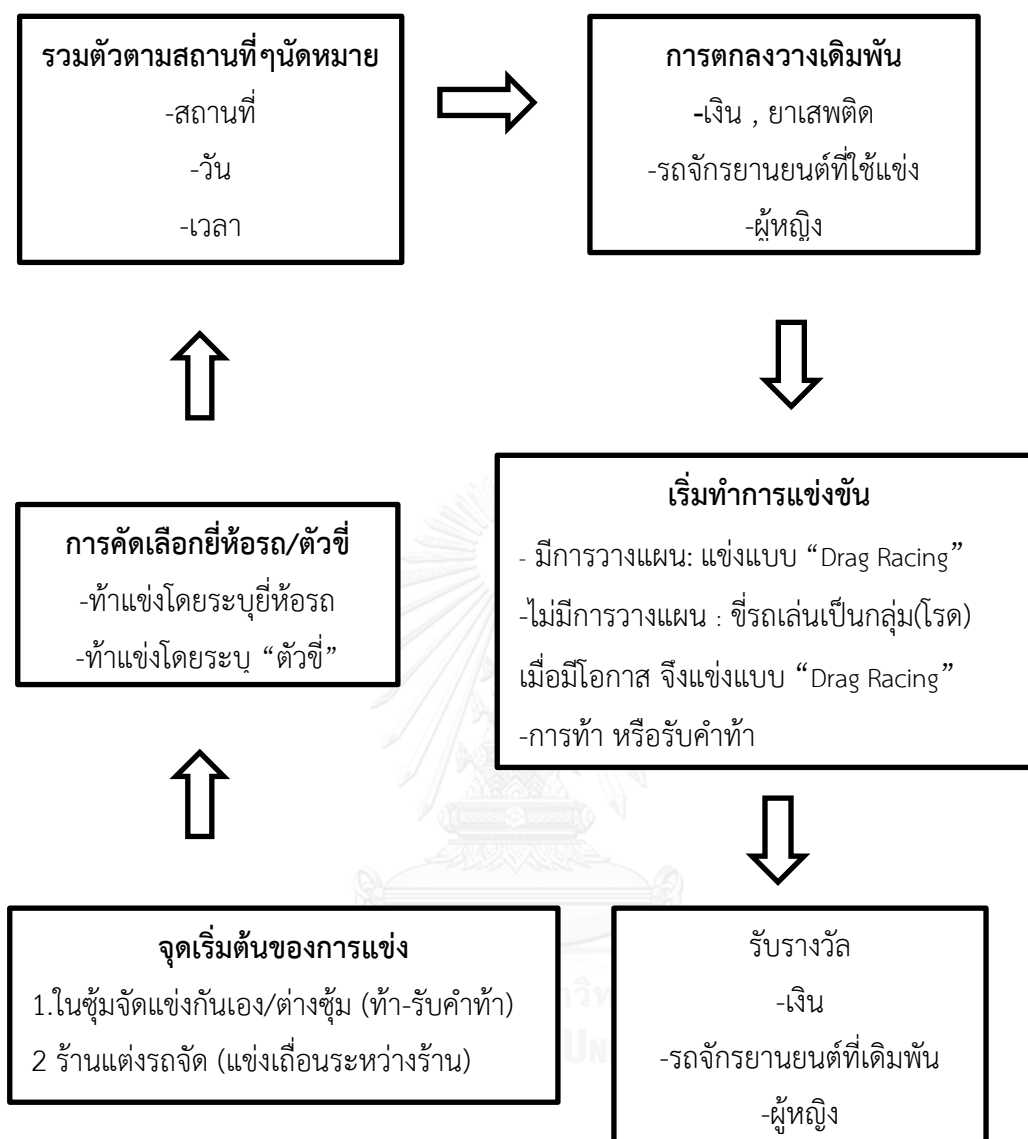 รวมตัวตามสถานที่ๆนัดหมาย
-สถานที่
-วัน
-เวลา
การตกลงวางเดิมพัน
-เงิน , ยาเสพติด
-รถจักรยานยนต์ที่ใช้แข่ง
-ผู้หญิง
การคัดเลือกยี่ห้อรถ/ตัวขี่
-ท้าแข่งโดยระบุยี่ห้อรถ
-ท้าแข่งโดยระบุ “ตัวขี่”
เริ่มทำการแข่งขัน
- มีการวางแผน: แข่งแบบ “Drag Racing”
-ไม่มีการวางแผน : ขี่รถเล่นเป็นกลุ่ม(โรด)
เมื่อมีโอกาส จึงแข่งแบบ “Drag Racing”
-การท้า หรือรับคำท้า
จุดเริ่มต้นของการแข่ง
1.ในซุ้มจัดแข่งกันเอง/ต่างซุ้ม (ท้า-รับคำท้า)
2 ร้านแต่งรถจัด (แข่งเถื่อนระหว่างร้าน)
รับรางวัล
-เงิน
-รถจักรยานยนต์ที่เดิมพัน
-ผู้หญิง